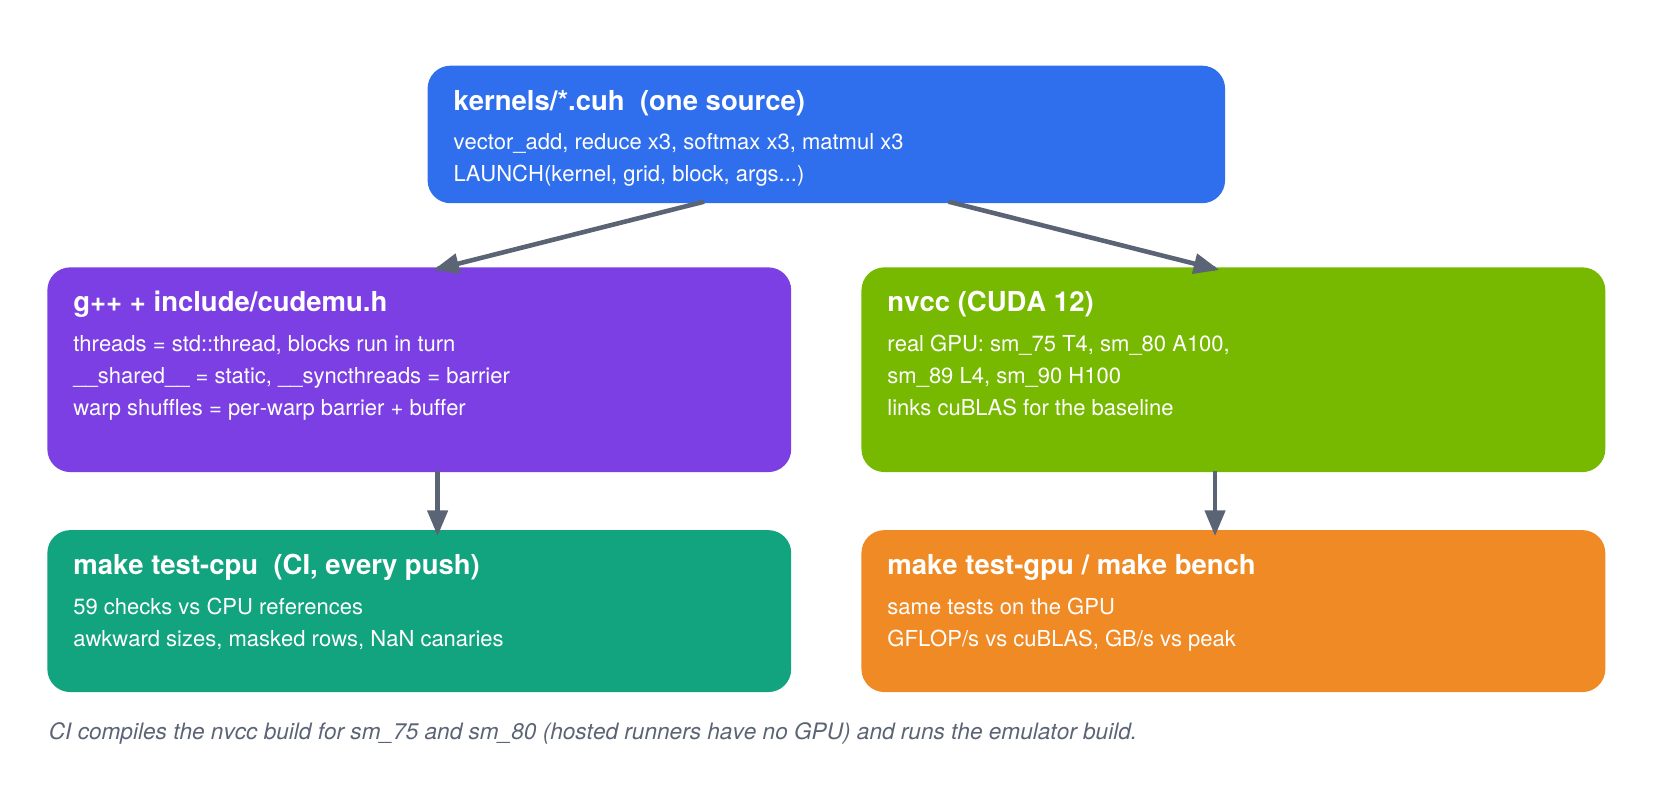 kernels/*.cuh  (one source)
vector_add, reduce x3, softmax x3, matmul x3
LAUNCH(kernel, grid, block, args...)
g++ + include/cudemu.h
threads = std::thread, blocks run in turn
__shared__ = static, __syncthreads = barrier
warp shuffles = per-warp barrier + buffer
nvcc (CUDA 12)
real GPU: sm_75 T4, sm_80 A100,
sm_89 L4, sm_90 H100
links cuBLAS for the baseline
make test-cpu  (CI, every push)
59 checks vs CPU references
awkward sizes, masked rows, NaN canaries
make test-gpu / make bench
same tests on the GPU
GFLOP/s vs cuBLAS, GB/s vs peak
CI compiles the nvcc build for sm_75 and sm_80 (hosted runners have no GPU) and runs the emulator build.